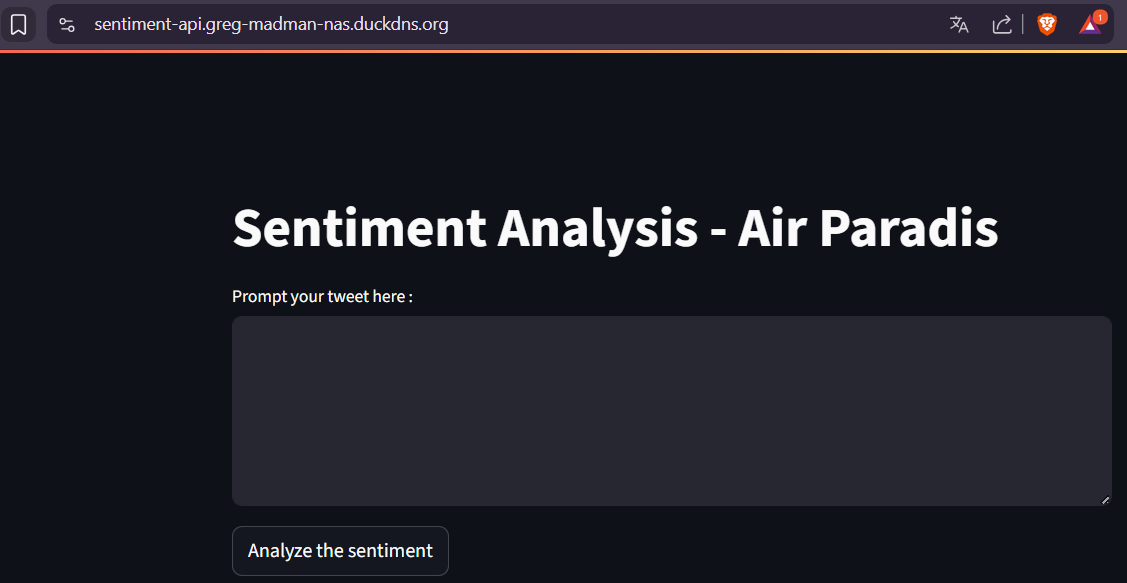 sentiment-api.greg-madman-nas.duckdns.org
1
Sentiment Analysis - Air Paradis
Prompt your tweet here :
Analyze the sentiment